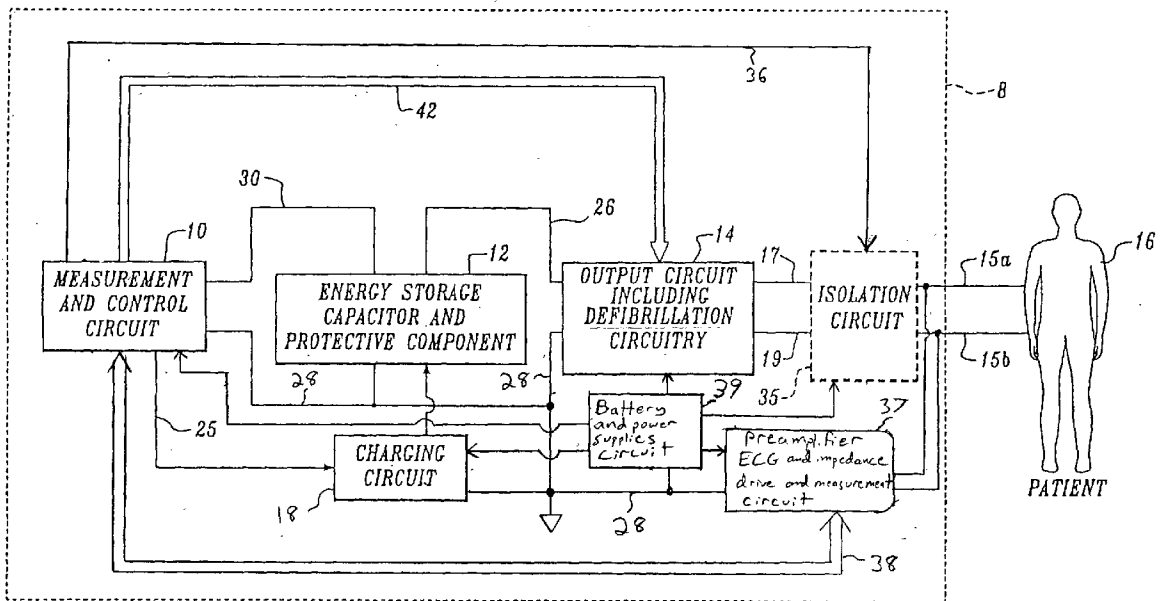 36
8
42
30
26
10
12
14
17
15a
16
MEASUREMENT
AND CONTROL
CIRCUIT
ENERGY STORAGE
CAPACITOR AND
PROTECTIVE COMPONENT
OUTPUT CIRCUIT
INCLUDING
DEFIBRILLATION
CIRCUITRY
ISOLATION
CIRCUIT
19
15b
28
28
39
35
37
25
Battery
and power
supplies
circuit
CHARGING
CIRCUIT
preamplifier
ECG and impedance
drive and measurement
circuit
PATIENT
18
28
38